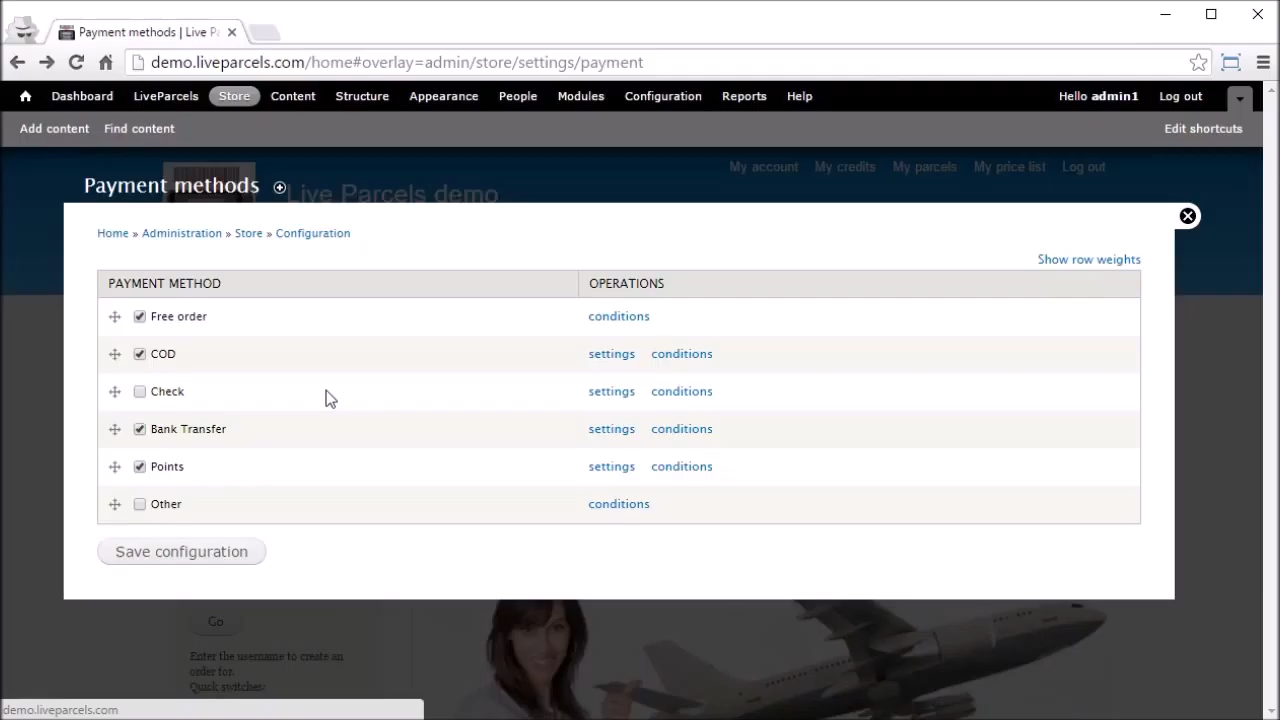 Payment methods | Live Pa
demo.liveparcels.com/home#overlay=admin/store/settings/payment
Dashboard LiveParcels Store Content Structure Appearance People Modules Configuration Reports Help Hello admin1 Log out
Add content Find content Edit shortcuts
My account My credits My parcels My price list Log out
Payment methods
Live Parcels demo
Home » Administration » Store » Configuration
Show row weights
PAYMENT METHOD OPERATIONS
Free order conditions
COD settings conditions
Check settings conditions
Bank Transfer settings conditions
Points settings conditions
Other conditions
Save configuration
Go
Enter the username to create an
order for.
Quick switches:
demo.liveparcels.com